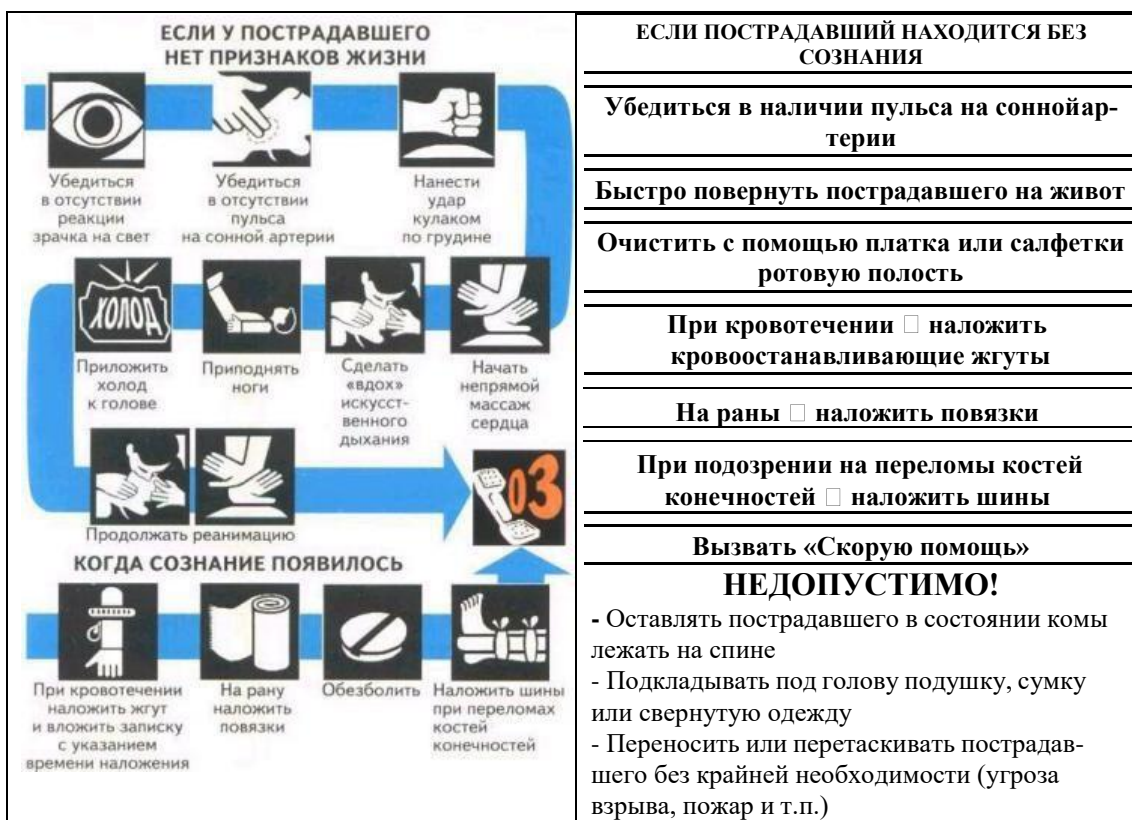 ЕСЛИ У ПОСТРАДАВШЕГО
НЕТ ПРИЗНАКОВ ЖИЗНИ
Убедиться
в отсутствии
реакции
зрачка на свет
Убедиться
в отсутствии
пульса
на сонной артерии
Нанести
удар
кулаком
по грудине
ХОЛОД
Приложить
холод
к голове
Приподнять
ноги
Сделать
«вдох»
искусст-
венного
дыхания
Начать
непрямой
массаж
сердца
Продолжать реанимацию
03
КОГДА СОЗНАНИЕ ПОЯВИЛОСЬ
При кровотечении
наложить жгут
и вложить записку
с указанием
времени наложения
На рану
наложить
повязки
Обезболить
Наложить шины
при переломах
костей
конечностей
ЕСЛИ ПОСТРАДАВШИЙ НАХОДИТСЯ БЕЗ
СОЗНАНИЯ
Убедиться в наличии пульса на соннойар-
терии
Быстро повернуть пострадавшего на живот
Очистить с помощью платка или салфетки
ротовую полость
При кровотечении □ наложить
кровоостанавливающие жгуты
На раны □ наложить повязки
При подозрении на переломы костей
конечностей □ наложить шины
Вызвать «Скорую помощь»
НЕДОПУСТИМО!
- Оставлять пострадавшего в состоянии комы
лежать на спине
- Подкладывать под голову подушку, сумку
или свернутую одежду
- Переносить или перетаскивать пострадав-
шего без крайней необходимости (угроза
взрыва, пожар и т.п.)